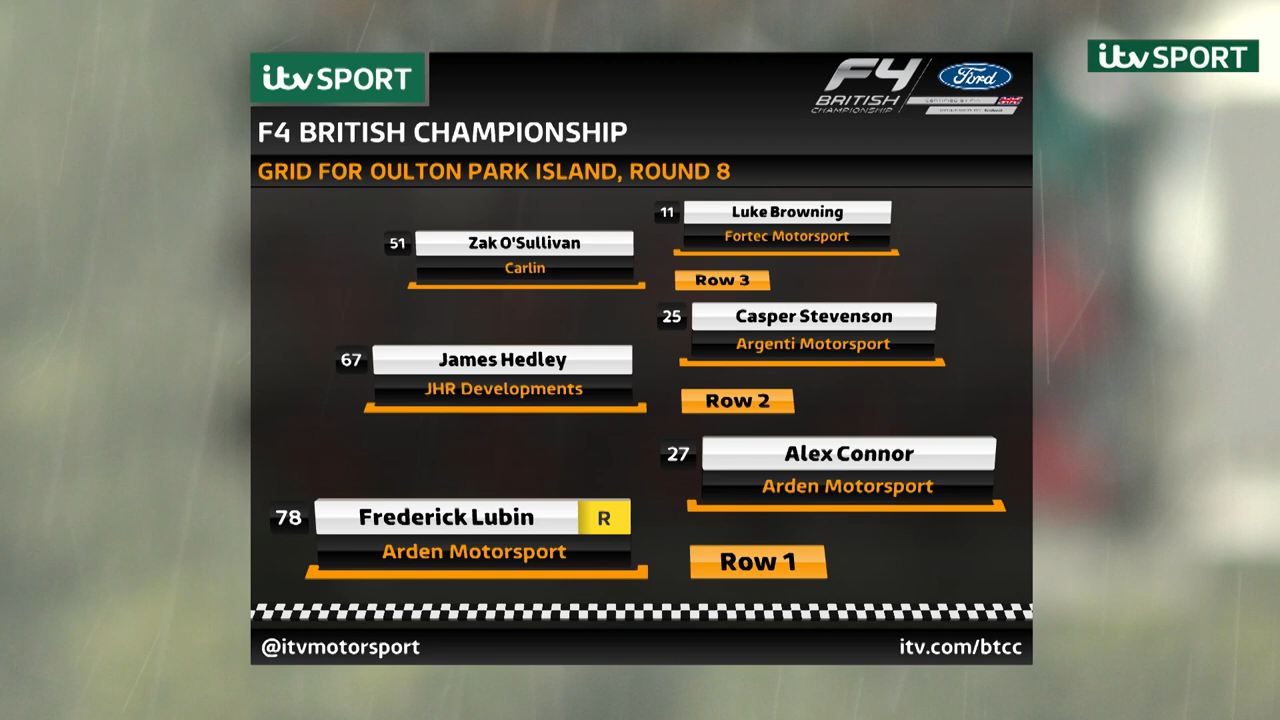 itv SPORT
itv SPORT
F4 BRITISH CHAMPIONSHIP
Ford
F4 BRITISH CHAMPIONSHIP
GRID FOR OULTON PARK ISLAND, ROUND 8
11 Luke Browning
Fortec Motorsport
51 Zak O'Sullivan
Carlin
Row 3
25 Casper Stevenson
Argenti Motorsport
67 James Hedley
JHR Developments
Row 2
27 Alex Connor
Arden Motorsport
78 Frederick Lubin R
Arden Motorsport
Row 1
@itvmotorsport
itv.com/btcc